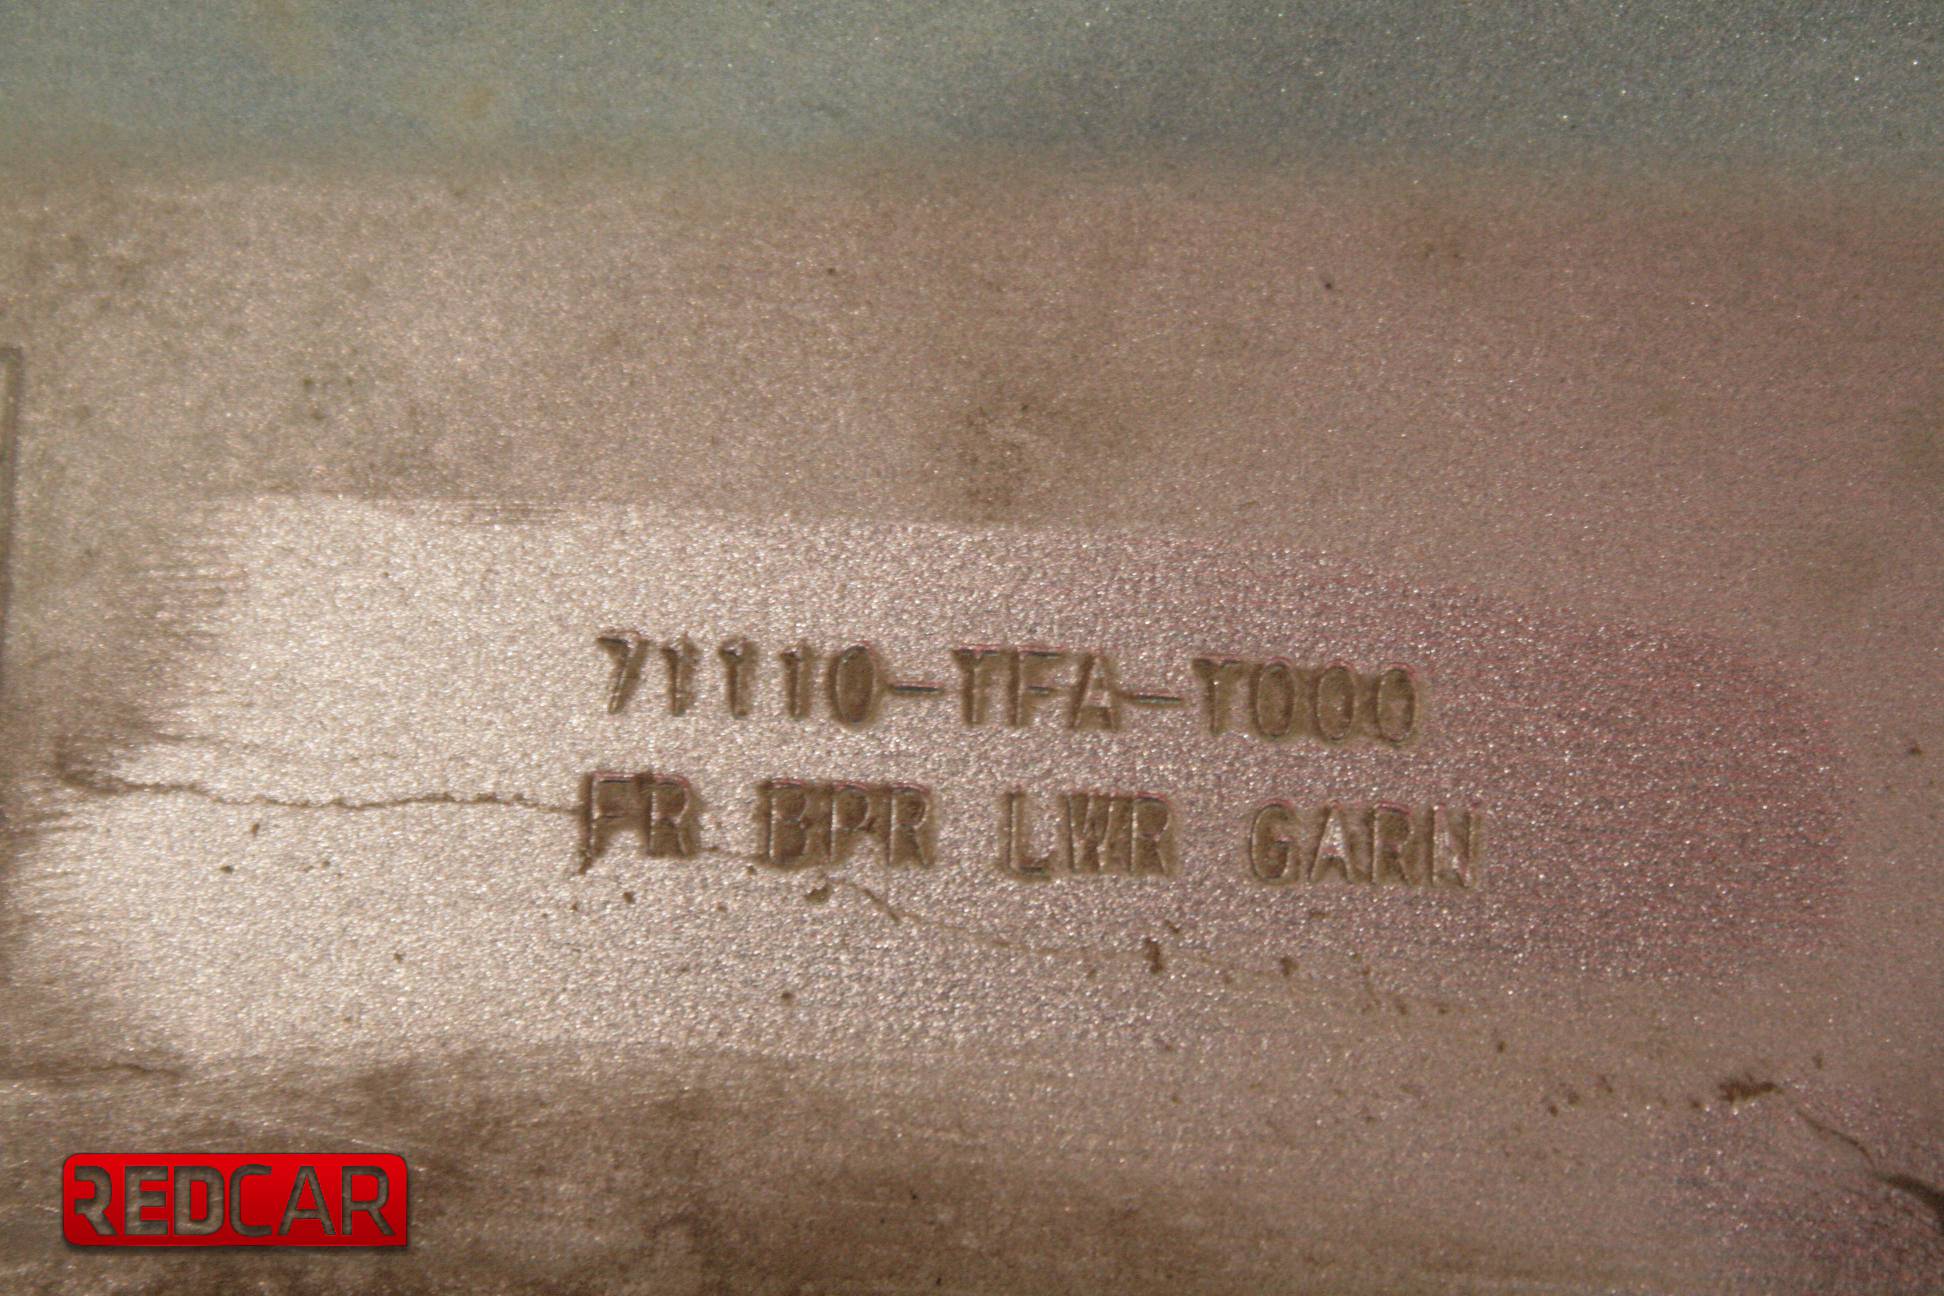 71110-TFA-T000
FR BPR LWR GARN
REDCAR